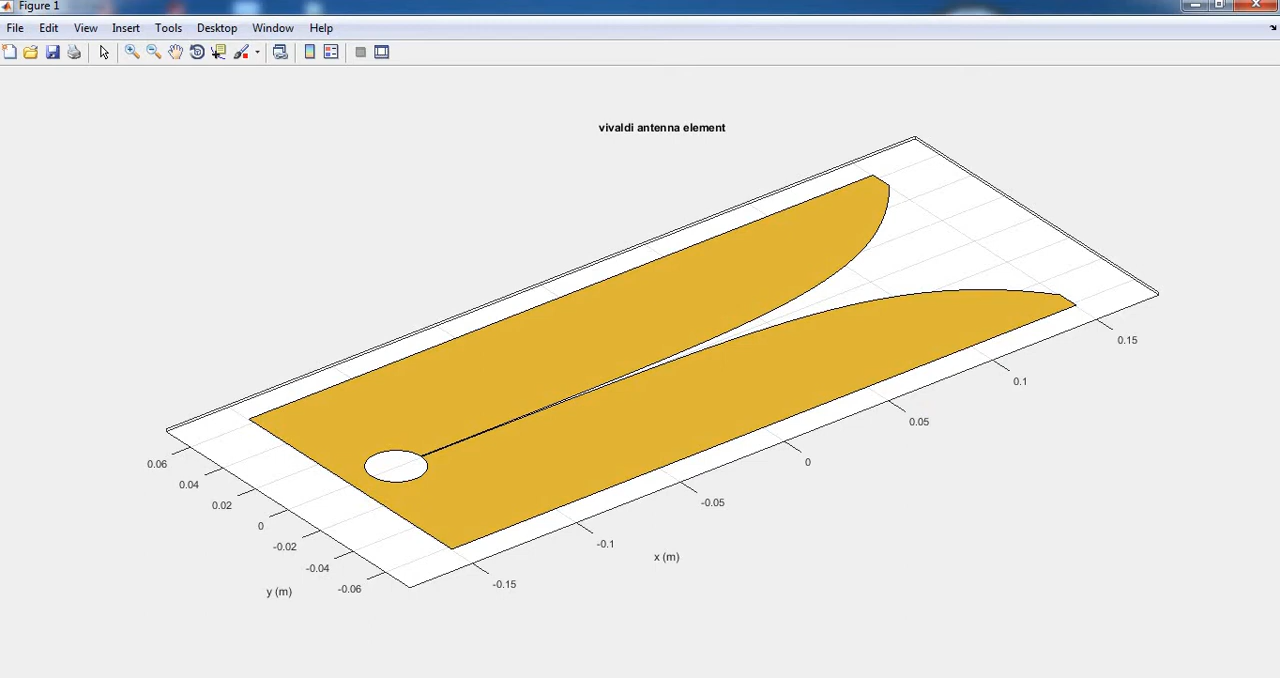 Figure 1
File Edit View Insert Tools Desktop Window Help
vivaldi antenna element
0.06
0.04
0.02
0
-0.02
-0.04
-0.06
y (m)
0.15
0.1
0.05
0
-0.05
-0.1
-0.15
x (m)